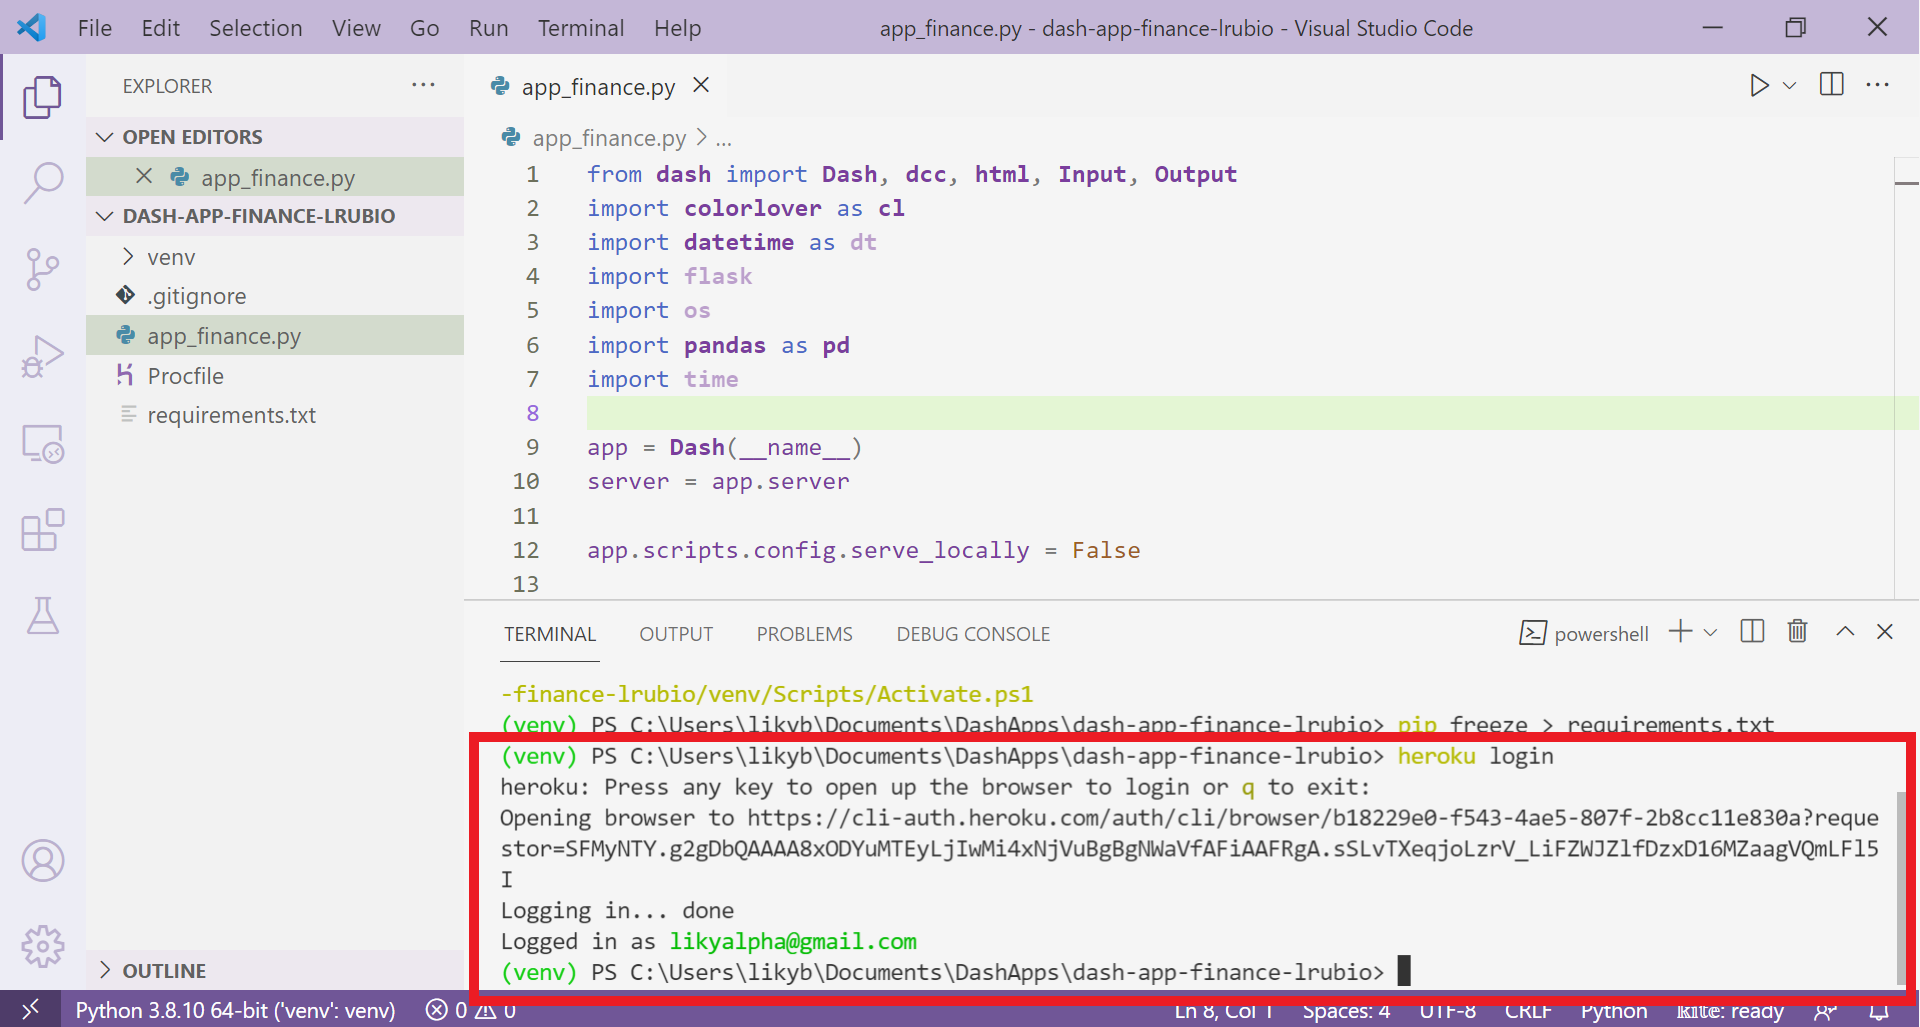 File Edit Selection View Go Run Terminal Help app_finance.py - dash-app-finance-lrubio - Visual Studio Code
EXPLORER
OPEN EDITORS
app_finance.py
DASH-APP-FINANCE-LRUBIO
venv
.gitignore
app_finance.py
Procfile
requirements.txt
OUTLINE
app_finance.py
app_finance.py > ...
1 from dash import Dash, dcc, html, Input, Output
2 import colorlover as cl
3 import datetime as dt
4 import flask
5 import os
6 import pandas as pd
7 import time
8
9 app = Dash(__name__)
10 server = app.server
11
12 app.scripts.config.serve_locally = False
13
TERMINAL OUTPUT PROBLEMS DEBUG CONSOLE powershell
-finance-lrubio/venv/Scripts/Activate.ps1
(venv) PS C:\Users\likyb\Documents\DashApps\dash-app-finance-lrubio> pip freeze > requirements.txt
(venv) PS C:\Users\likyb\Documents\DashApps\dash-app-finance-lrubio> heroku login
heroku: Press any key to open up the browser to login or q to exit:
Opening browser to https://cli-auth.heroku.com/auth/cli/browser/b18229e0-f543-4ae5-807f-2b8cc11e830a?reque
stor=SFMyNTY.g2gDbQAAAA8xODYuMTEyLjIwMi4xNjVuBgBgNWaVfAFiAAFRgA.sSLvTXeqjoLzrV_LiFZWJZlfDzxD16MZaagVQmLFl5
I
Logging in... done
Logged in as likyalpha@gmail.com
(venv) PS C:\Users\likyb\Documents\DashApps\dash-app-finance-lrubio>
Python 3.8.10 64-bit ('venv': venv) 0 0 Ln 8, Col 1 Spaces: 4 UTF-8 CRLF Python kite: ready